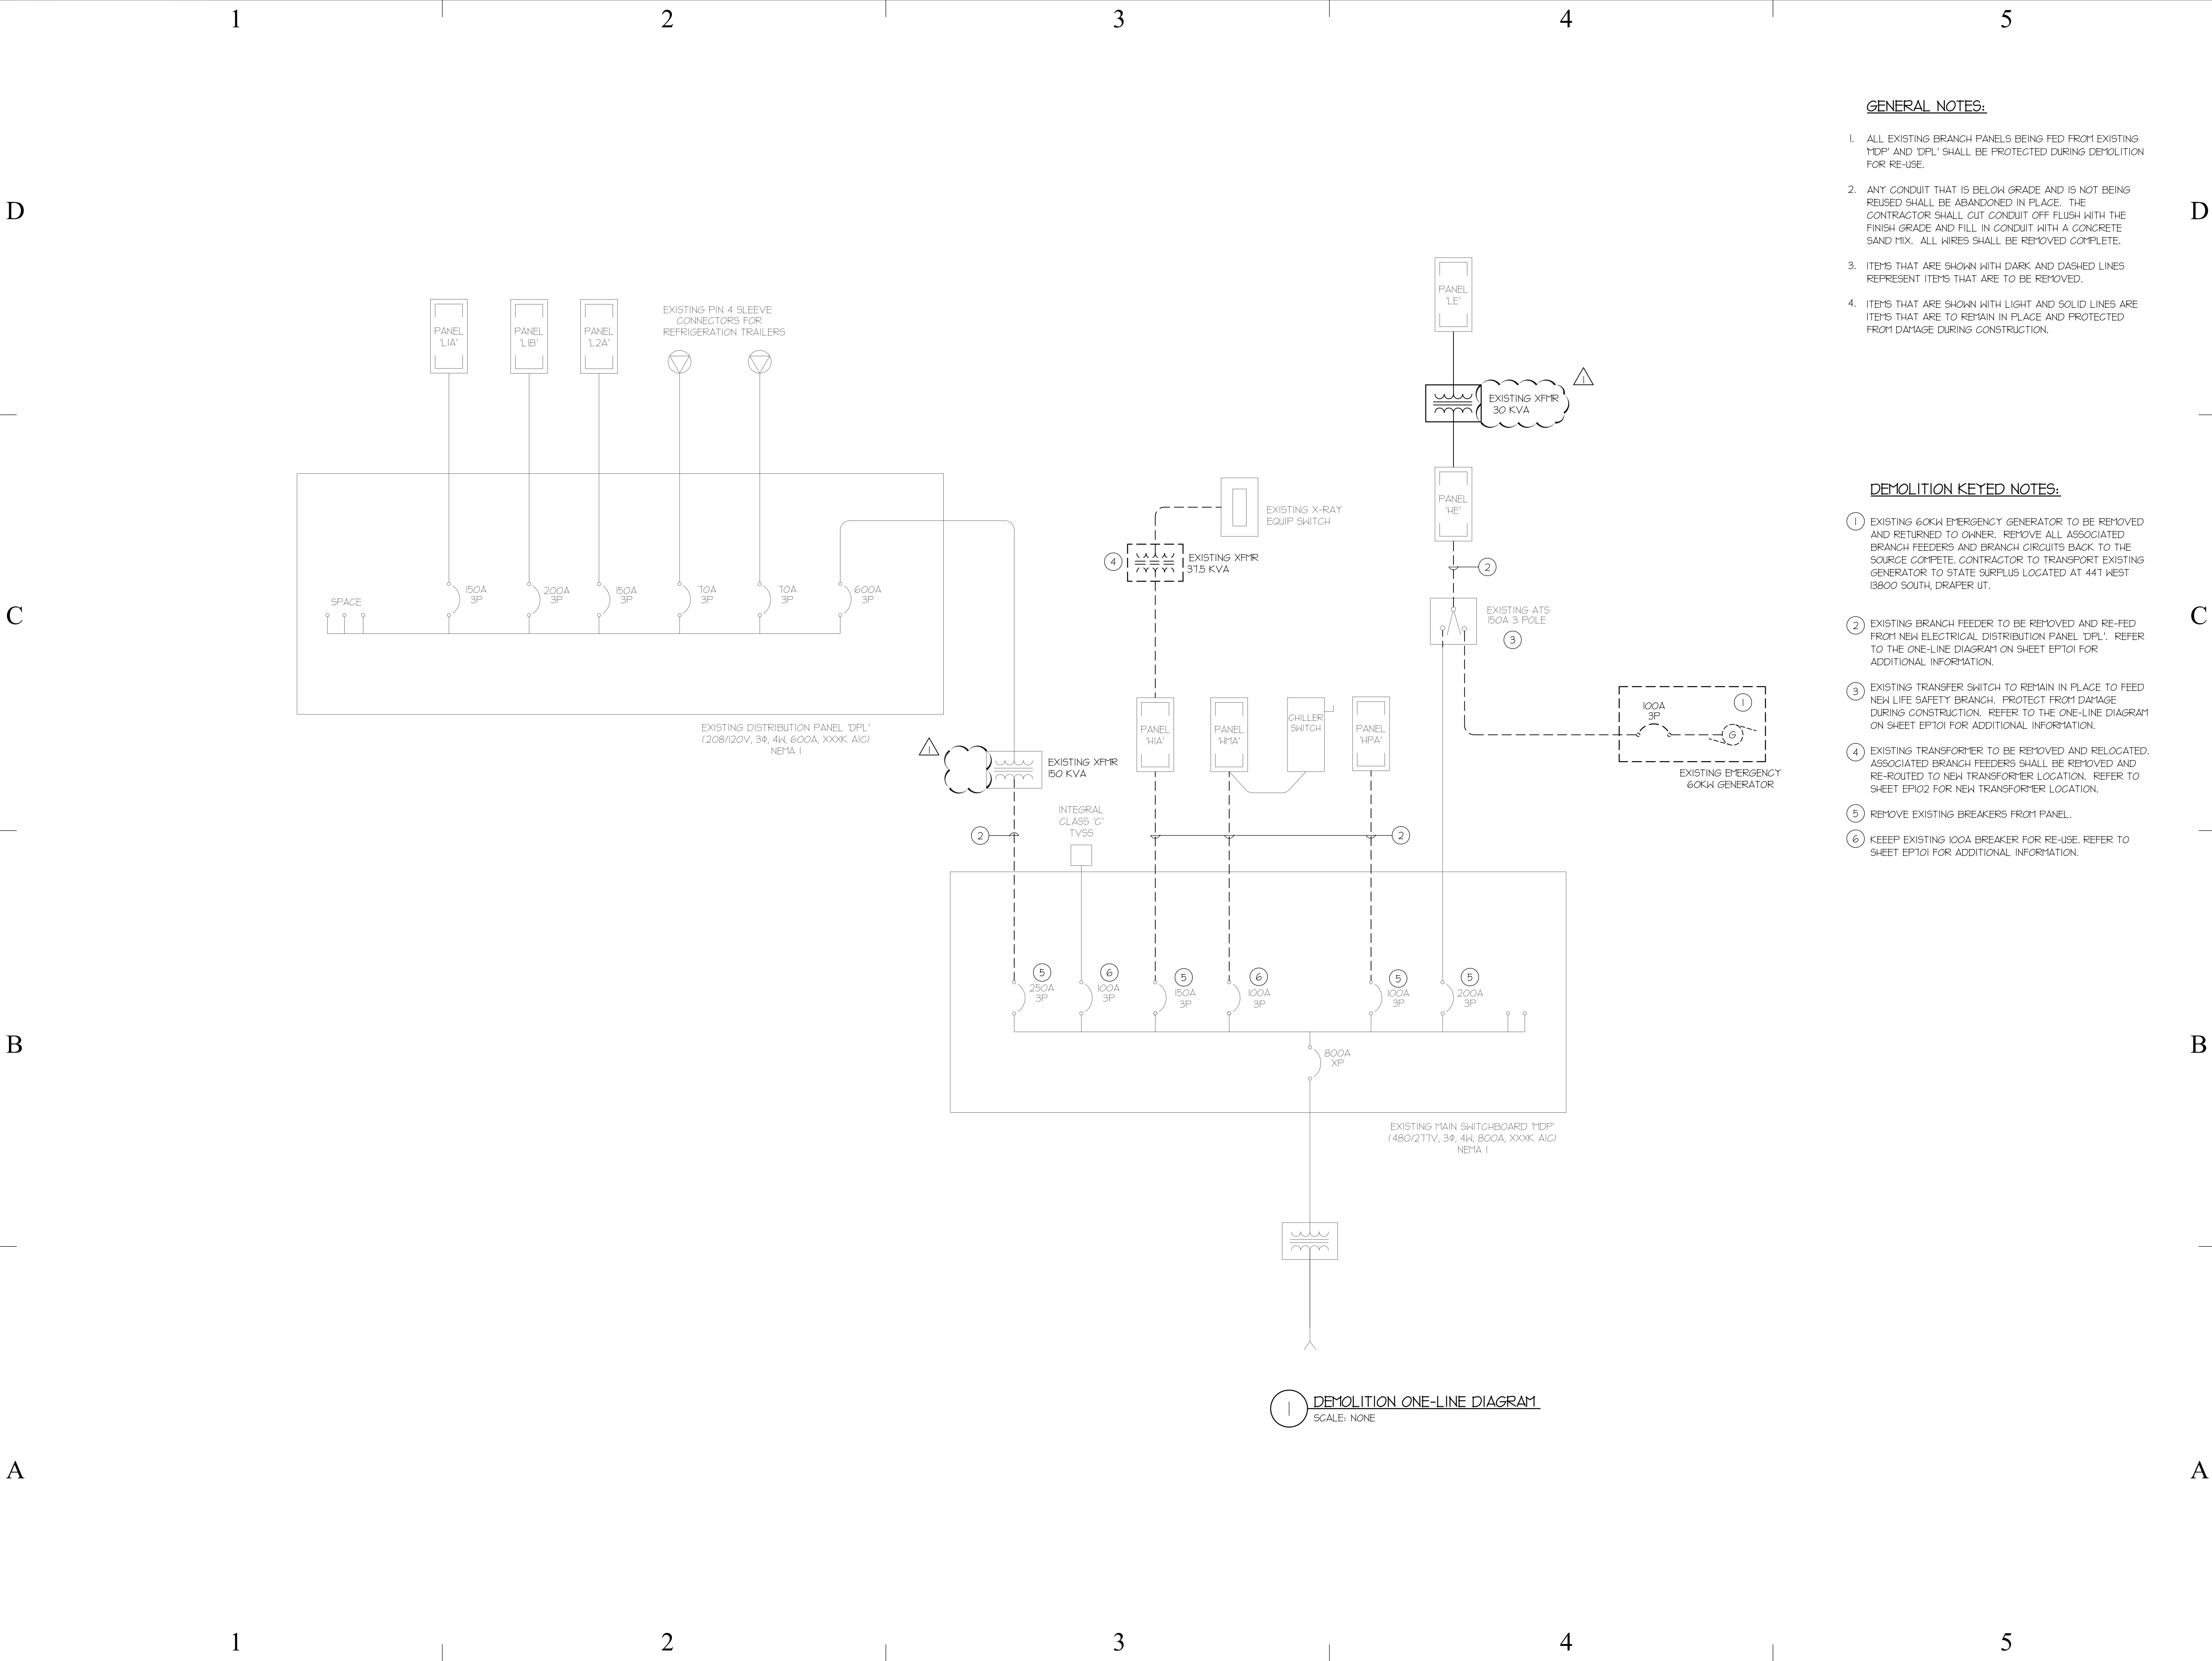 1 2 3 4 5
D D
C C
B B
A A
GENERAL NOTES:
1. ALL EXISTING BRANCH PANELS BEING FED FROM EXISTING
'MDP' AND 'DPL' SHALL BE PROTECTED DURING DEMOLITION
FOR RE-USE.
2. ANY CONDUIT THAT IS BELOW GRADE AND IS NOT BEING
REUSED SHALL BE ABANDONED IN PLACE. THE
CONTRACTOR SHALL CUT CONDUIT OFF FLUSH WITH THE
FINISH GRADE AND FILL IN CONDUIT WITH A CONCRETE
SAND MIX. ALL WIRES SHALL BE REMOVED COMPLETE.
3. ITEMS THAT ARE SHOWN WITH DARK AND DASHED LINES
REPRESENT ITEMS THAT ARE TO BE REMOVED.
4. ITEMS THAT ARE SHOWN WITH LIGHT AND SOLID LINES ARE
ITEMS THAT ARE TO REMAIN IN PLACE AND PROTECTED
FROM DAMAGE DURING CONSTRUCTION.
DEMOLITION KEYED NOTES:
1 EXISTING 60KW EMERGENCY GENERATOR TO BE REMOVED
AND RETURNED TO OWNER. REMOVE ALL ASSOCIATED
BRANCH FEEDERS AND BRANCH CIRCUITS BACK TO THE
SOURCE COMPETE. CONTRACTOR TO TRANSPORT EXISTING
GENERATOR TO STATE SURPLUS LOCATED AT 447 WEST
13800 SOUTH, DRAPER UT.
2 EXISTING BRANCH FEEDER TO BE REMOVED AND RE-FED
FROM NEW ELECTRICAL DISTRIBUTION PANEL 'DPL'. REFER
TO THE ONE-LINE DIAGRAM ON SHEET EP701 FOR
ADDITIONAL INFORMATION.
3 EXISTING TRANSFER SWITCH TO REMAIN IN PLACE TO FEED
NEW LIFE SAFETY BRANCH. PROTECT FROM DAMAGE
DURING CONSTRUCTION. REFER TO THE ONE-LINE DIAGRAM
ON SHEET EP701 FOR ADDITIONAL INFORMATION.
4 EXISTING TRANSFORMER TO BE REMOVED AND RELOCATED.
ASSOCIATED BRANCH FEEDERS SHALL BE REMOVED AND
RE-ROUTED TO NEW TRANSFORMER LOCATION. REFER TO
SHEET EP102 FOR NEW TRANSFORMER LOCATION.
5 REMOVE EXISTING BREAKERS FROM PANEL.
6 KEEEP EXISTING 100A BREAKER FOR RE-USE. REFER TO
SHEET EP701 FOR ADDITIONAL INFORMATION.
PANEL
'L1A'
PANEL
'L1B'
PANEL
'L2A'
EXISTING PIN 4 SLEEVE
CONNECTORS FOR
REFRIGERATION TRAILERS
SPACE
150A
3P
200A
3P
150A
3P
70A
3P
70A
3P
600A
3P
EXISTING DISTRIBUTION PANEL 'DPL'
(208/120V, 3Φ, 4W, 600A, XXXK AIC)
NEMA 1
PANEL
'LE'
1
EXISTING XFMR
30 KVA
PANEL
'HE'
2
EXISTING ATS
150A 3 POLE
3
EXISTING X-RAY
EQUIP SWITCH
4
EXISTING XFMR
37.5 KVA
100A
3P
1
G
EXISTING EMERGENCY
60KW GENERATOR
1
EXISTING XFMR
150 KVA
PANEL
'H1A'
PANEL
'HMA'
CHILLER
SWITCH
PANEL
'HPA'
INTEGRAL
CLASS 'C'
TVSS
2
2
5
250A
3P
6
100A
3P
5
150A
3P
6
100A
3P
5
100A
3P
5
200A
3P
800A
XP
EXISTING MAIN SWITCHBOARD 'MDP'
(480/277V, 3Φ, 4W, 800A, XXXK AIC)
NEMA 1
1 DEMOLITION ONE-LINE DIAGRAM
SCALE: NONE
1 2 3 4 5